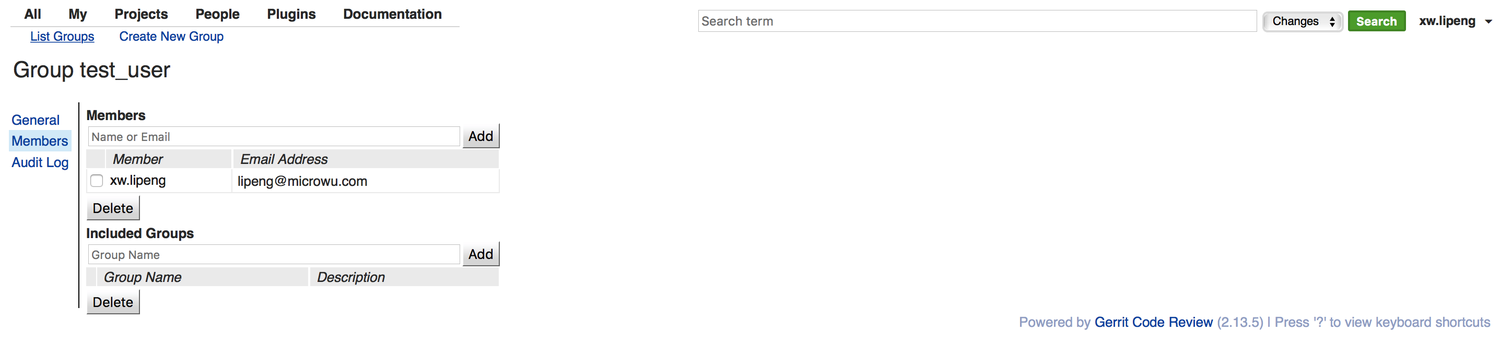 All My Projects People Plugins Documentation
Search term Changes Search xw.lipeng
List Groups Create New Group
Group test_user
General
Members
Audit Log
Members
Name or Email Add
Member Email Address
xw.lipeng lipeng@microwu.com
Delete
Included Groups
Group Name Add
Group Name Description
Delete
Powered by Gerrit Code Review (2.13.5) | Press '?' to view keyboard shortcuts